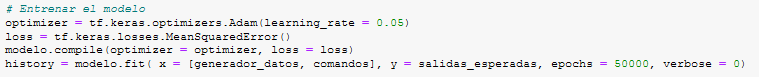 # Entrenar el modelo
optimizer = tf.keras.optimizers.Adam(learning_rate = 0.05)
loss = tf.keras.losses.MeanSquaredError()
modelo.compile(optimizer = optimizer, loss = loss)
history = modelo.fit( x = [generador_datos, comandos], y = salidas_esperadas, epochs = 50000, verbose = 0)